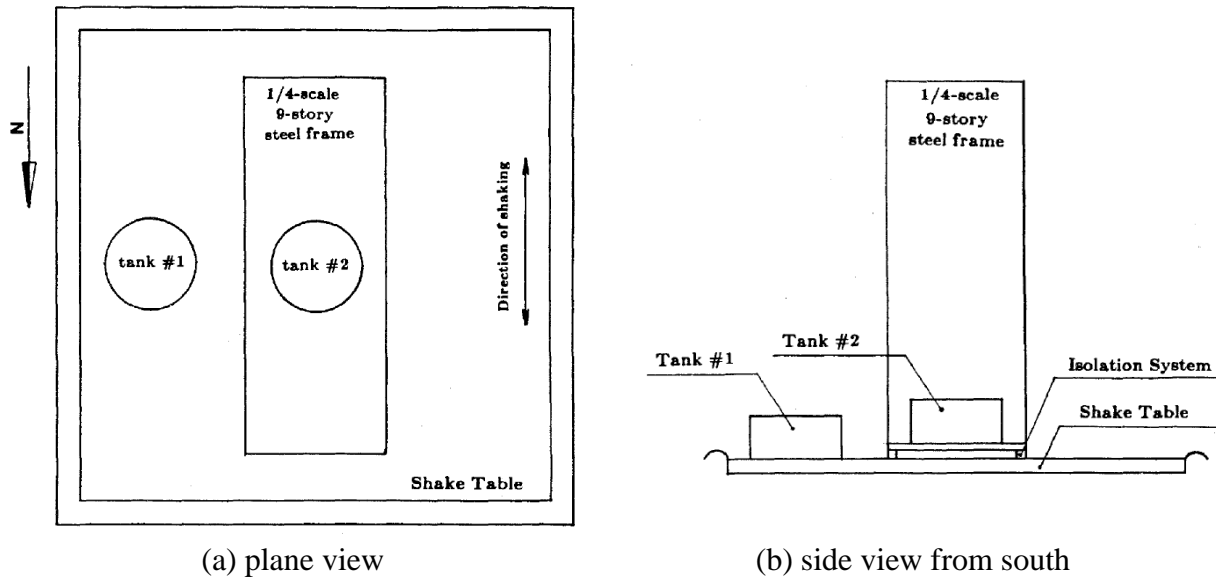 1/4-scale
9-story
steel frame
N
tank #1
tank #2
Direction of shaking
Shake Table
(a) plane view
1/4-scale
9-story
steel frame
Tank #1
Tank #2
Isolation System
Shake Table
(b) side view from south